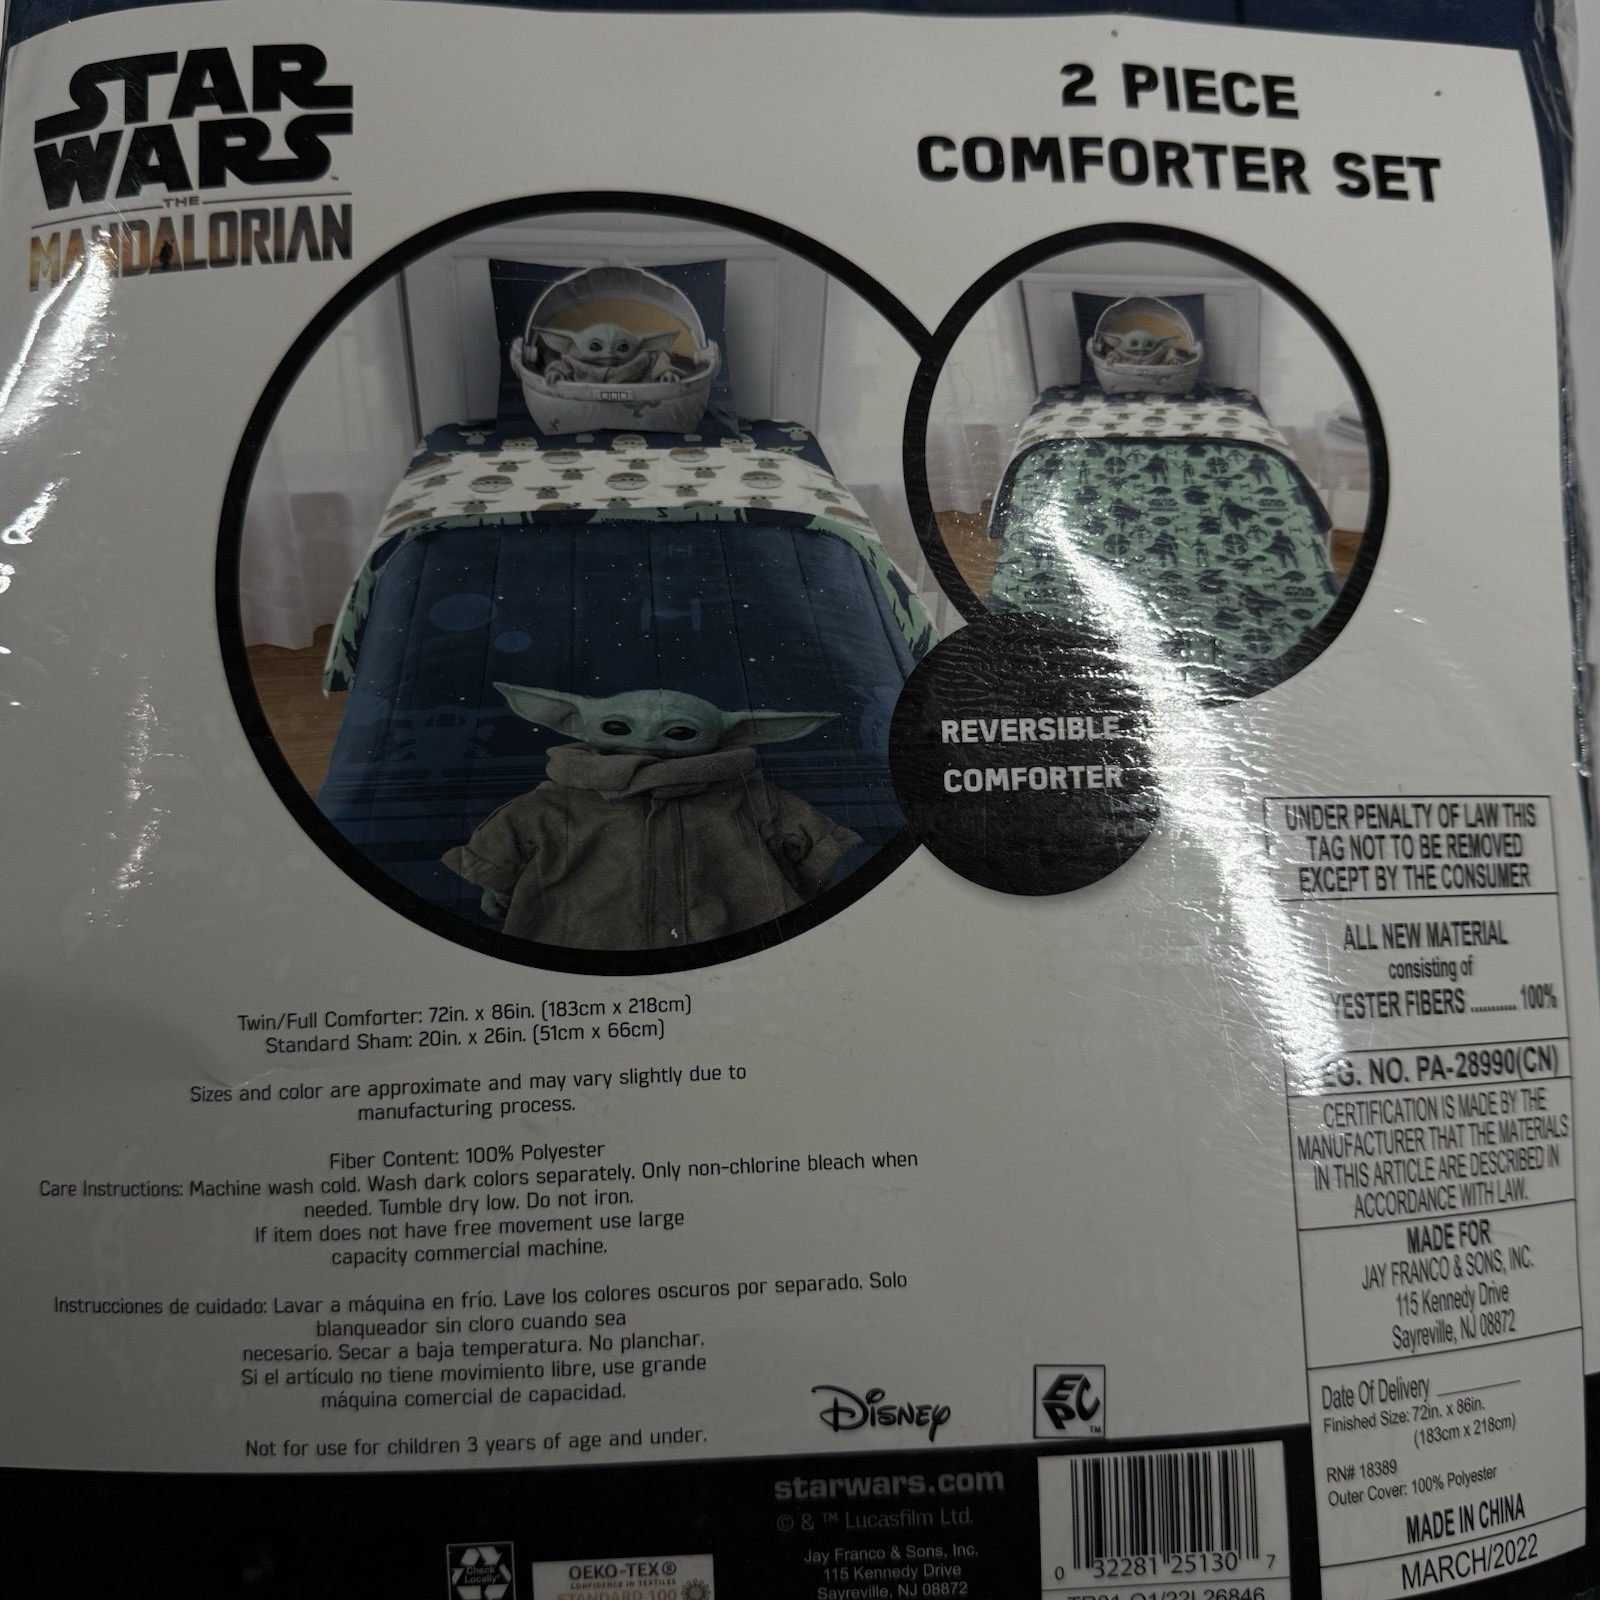 STAR
WARS
THE
MANDALORIAN
2 PIECE
COMFORTER SET
REVERSIBLE
COMFORTER
Twin/Full Comforter: 72in. x 86in. (183cm x 218cm)
Standard Sham: 20in. x 26in. (51cm x 66cm)
Sizes and color are approximate and may vary slightly due to
manufacturing process.
Fiber Content: 100% Polyester
Care Instructions: Machine wash cold. Wash dark colors separately. Only non-chlorine bleach when
needed. Tumble dry low. Do not iron.
If item does not have free movement use large
capacity commercial machine.
Instrucciones de cuidado: Lavar a máquina en frío. Lave los colores oscuros por separado. Solo
blanqueador sin cloro cuando sea
necesario. Secar a baja temperatura. No planchar.
Si el artículo no tiene movimiento libre, use grande
máquina comercial de capacidad.
Not for use for children 3 years of age and under.
UNDER PENALTY OF LAW THIS
TAG NOT TO BE REMOVED
EXCEPT BY THE CONSUMER
ALL NEW MATERIAL
consisting of
YESTER FIBERS .......... 100%
EG. NO. PA-28990(CN)
CERTIFICATION IS MADE BY THE
MANUFACTURER THAT THE MATERIALS
IN THIS ARTICLE ARE DESCRIBED IN
ACCORDANCE WITH LAW.
MADE FOR
JAY FRANCO & SONS, INC.
115 Kennedy Drive
Sayreville, NJ 08872
Date Of Delivery
Finished Size: 72in. x 86in.
(183cm x 218cm)
RN# 18389
Outer Cover: 100% Polyester
MADE IN CHINA
MARCH/2022
Disney
EPC TM
starwars.com
© & ™ Lucasfilm Ltd.
Jay Franco & Sons, Inc.
115 Kennedy Drive
Sayreville, NJ 08872
Check
Locally*
OEKO-TEX®
CONFIDENCE IN TEXTILES
STANDARD 100
0 32281 25130 7